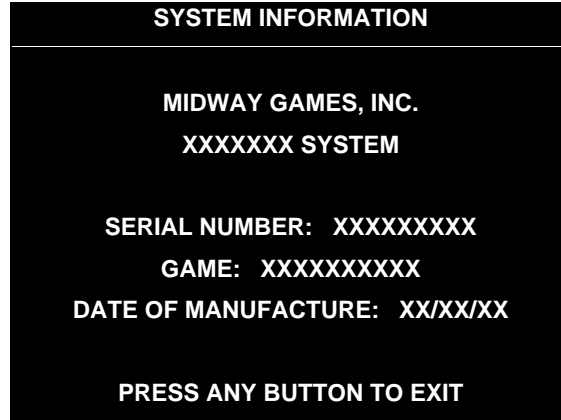 SYSTEM INFORMATION
MIDWAY GAMES, INC.
XXXXXXX SYSTEM
SERIAL NUMBER: XXXXXXXXX
GAME: XXXXXXXXXX
DATE OF MANUFACTURE: XX/XX/XX
PRESS ANY BUTTON TO EXIT